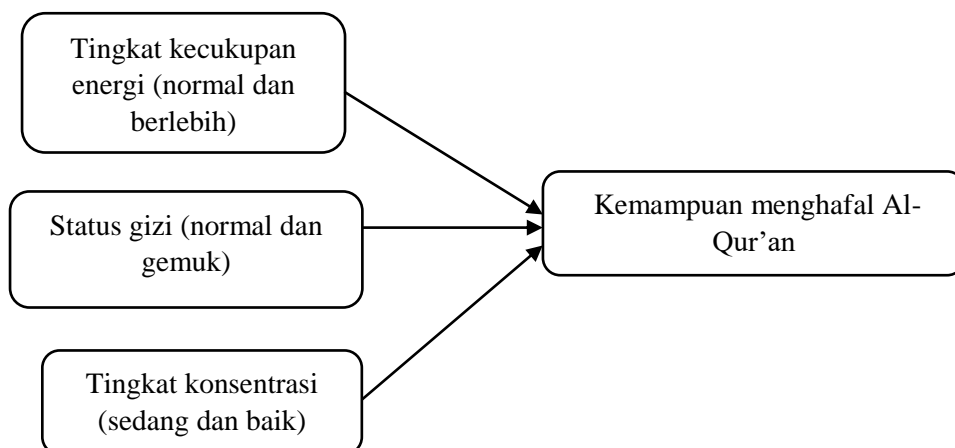 Tingkat kecukupan
energi (normal dan
berlebih)
Status gizi (normal dan
gemuk)
Tingkat konsentrasi
(sedang dan baik)
Kemampuan menghafal Al-
Qur’an